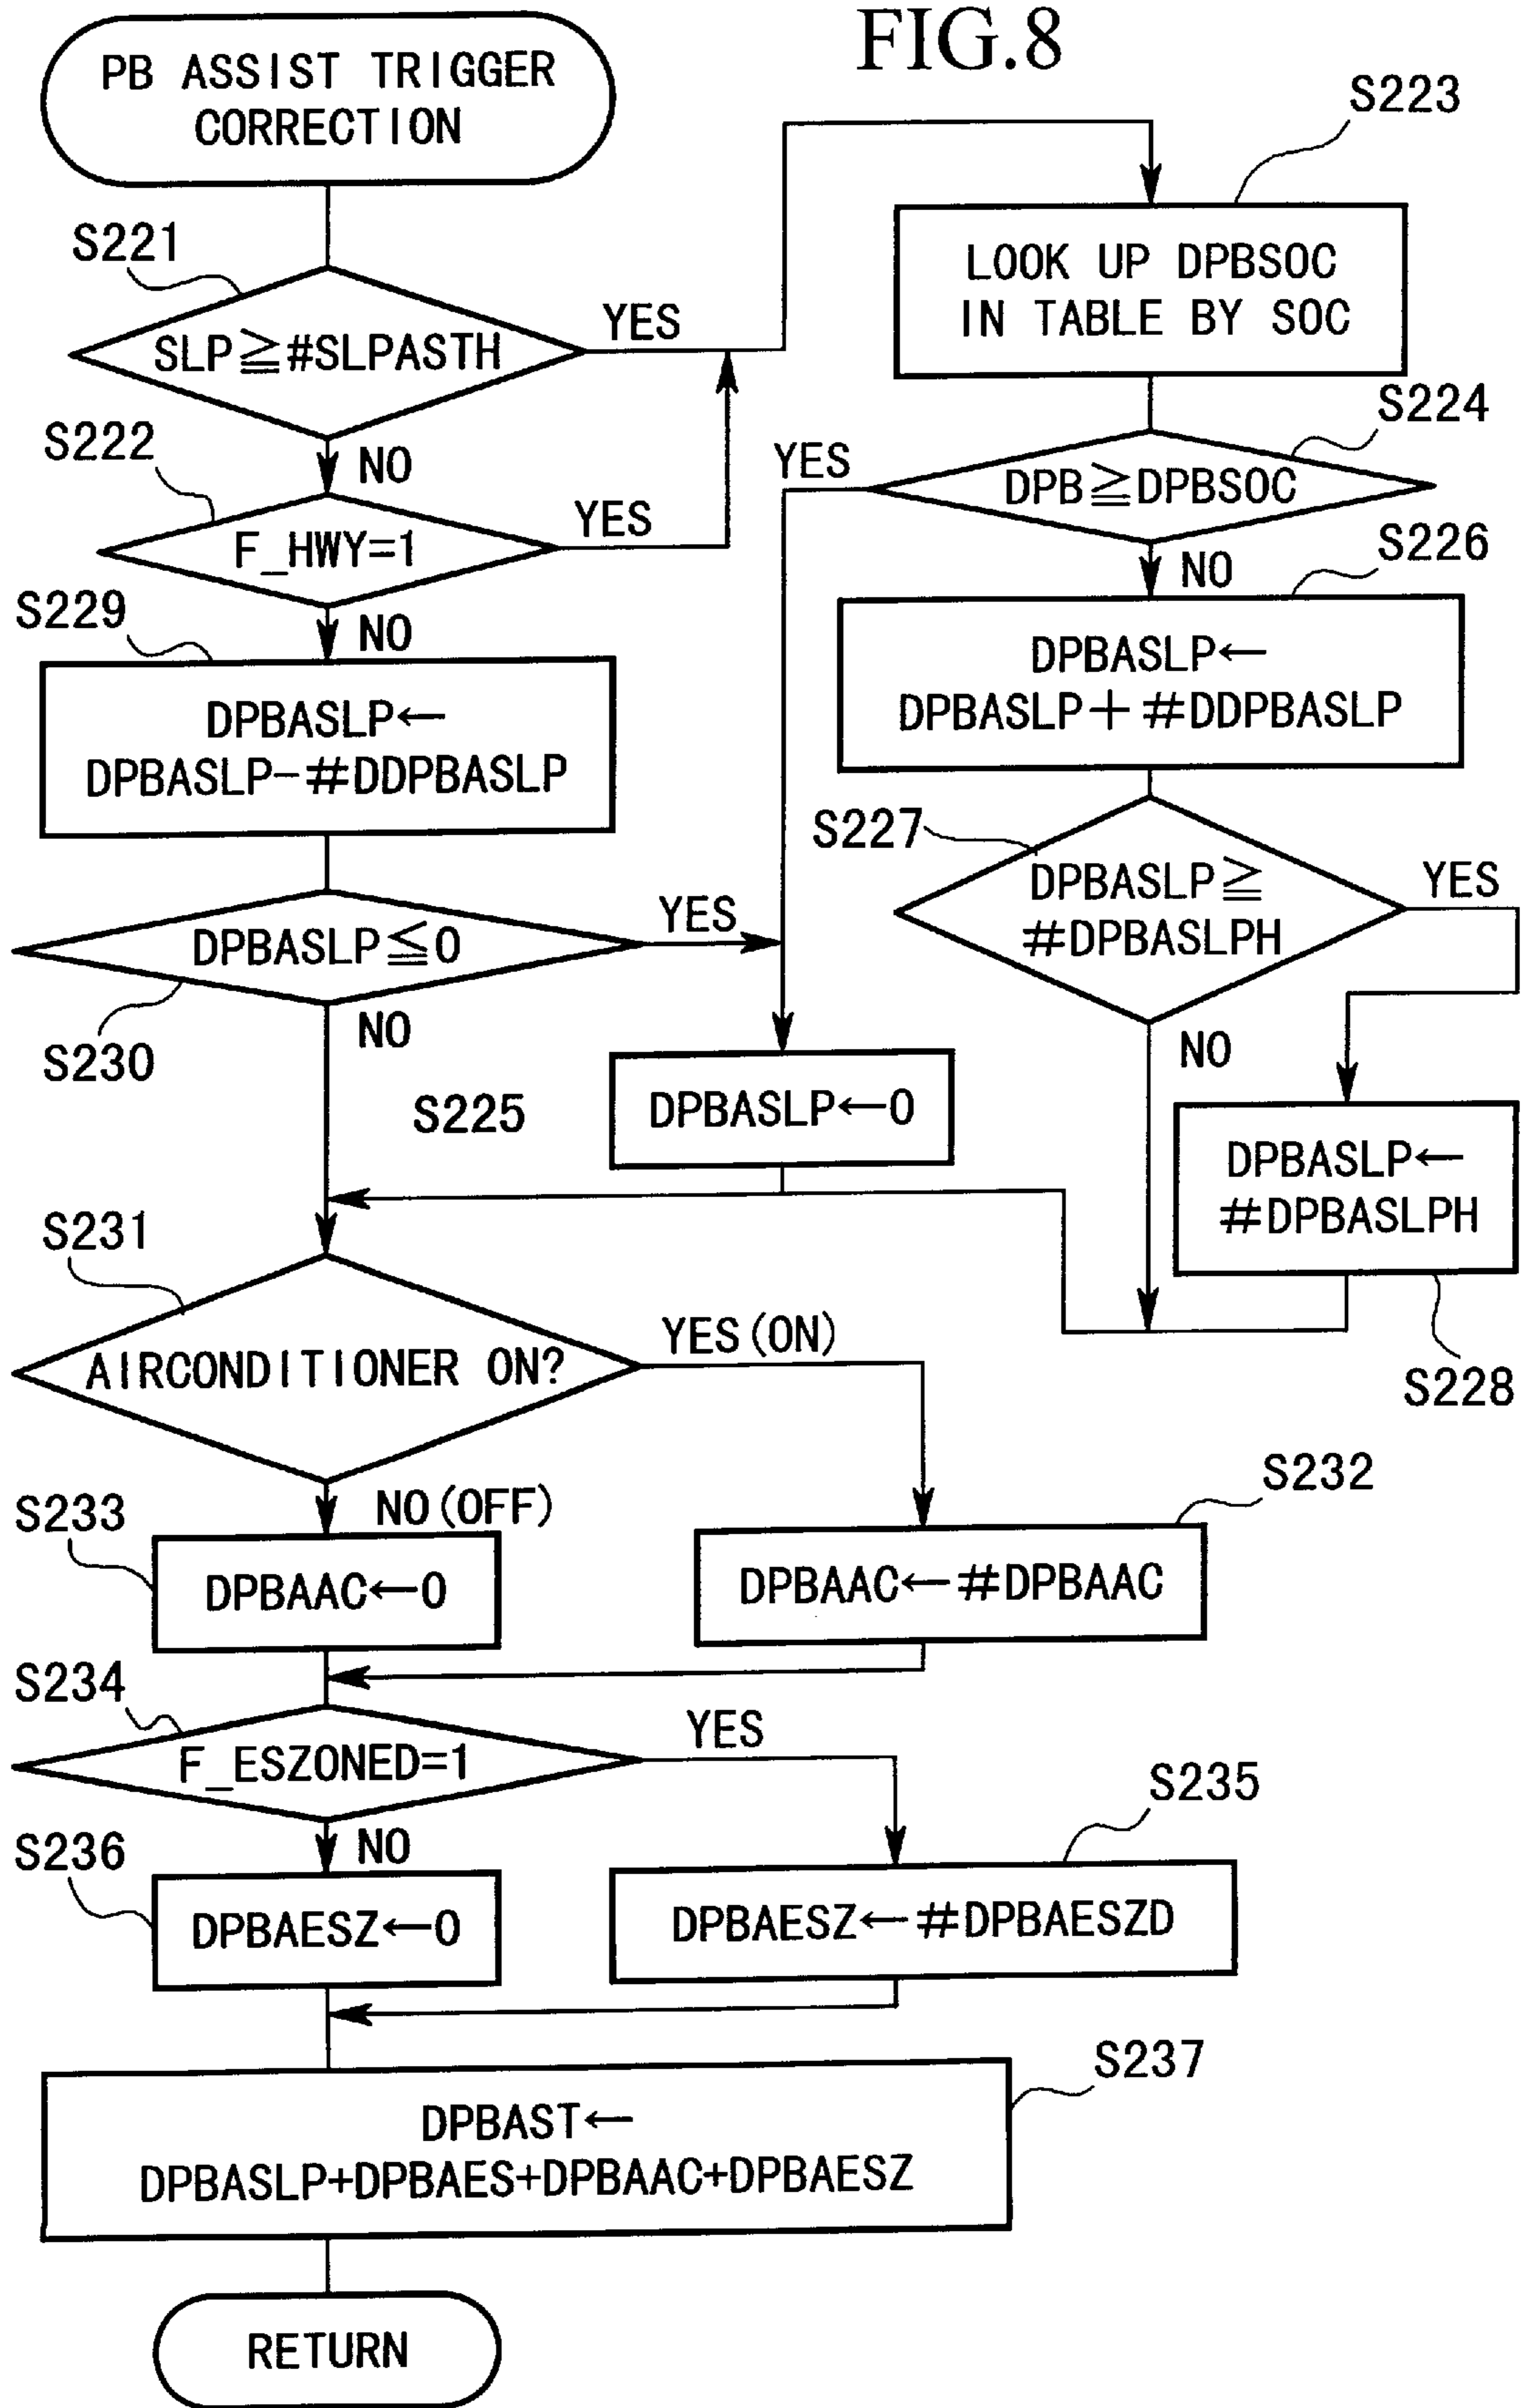 FIG.8
PB ASSIST TRIGGER
CORRECTION
S221
SLP≧#SLPASTH
YES
NO
S222
F_HWY=1
YES
NO
S229
DPBASLP←
DPBASLP-#DDPBASLP
DPBASLP≦0
YES
NO
S230
S223
LOOK UP DPBSOC
IN TABLE BY SOC
S224
YES
DPB≧DPBSOC
NO
S226
DPBASLP←
DPBASLP+#DDPBASLP
S227
DPBASLP≧
#DPBASLPH
YES
NO
S225
DPBASLP←0
DPBASLP←
#DPBASLPH
S228
S231
AIRCONDITIONER ON?
YES(ON)
NO(OFF)
S233
DPBAAC←0
S232
DPBAAC←#DPBAAC
S234
F_ESZONED=1
YES
NO
S235
S236
DPBAESZ←0
DPBAESZ←#DPBAESZD
S237
DPBAST←
DPBASLP+DPBAES+DPBAAC+DPBAESZ
RETURN